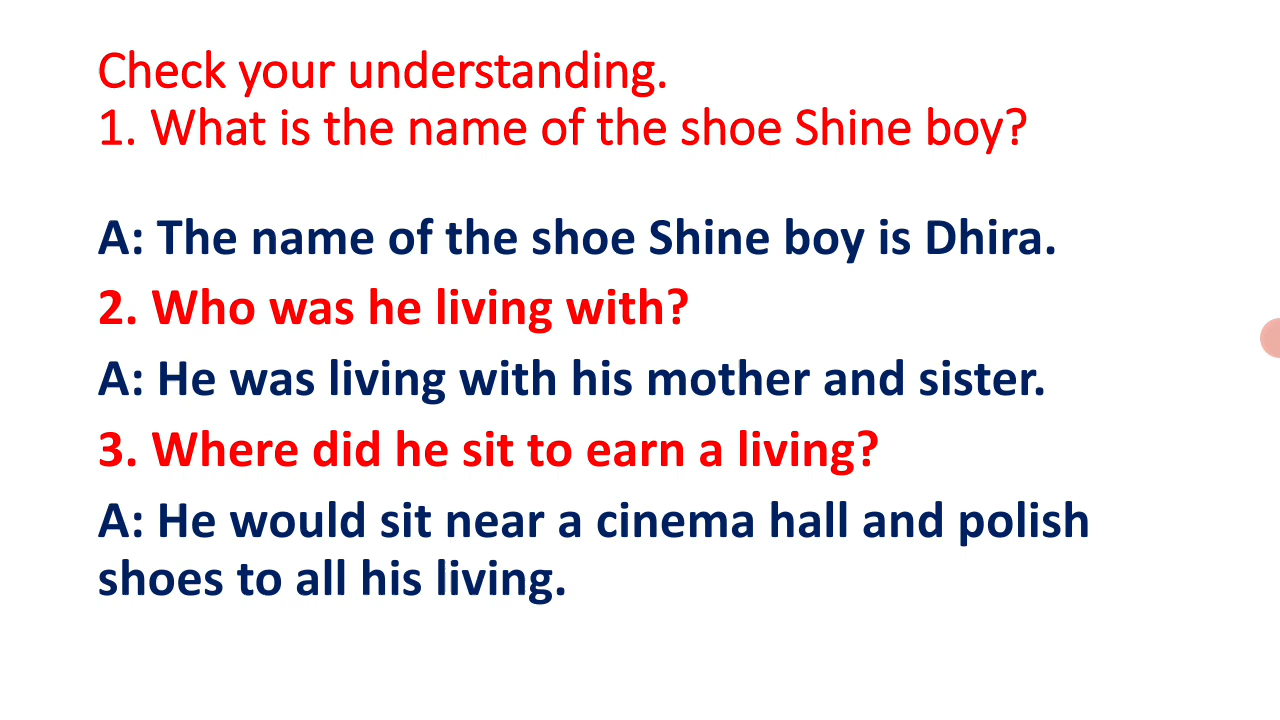 Check your understanding.
1. What is the name of the shoe Shine boy?
A: The name of the shoe Shine boy is Dhira.
2. Who was he living with?
A: He was living with his mother and sister.
3. Where did he sit to earn a living?
A: He would sit near a cinema hall and polish
shoes to all his living.